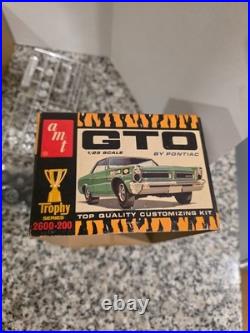 amt
GTO
1/25 SCALE
BY PONTIAC
Trophy
SERIES
2600-200
TOP QUALITY CUSTOMIZING KIT